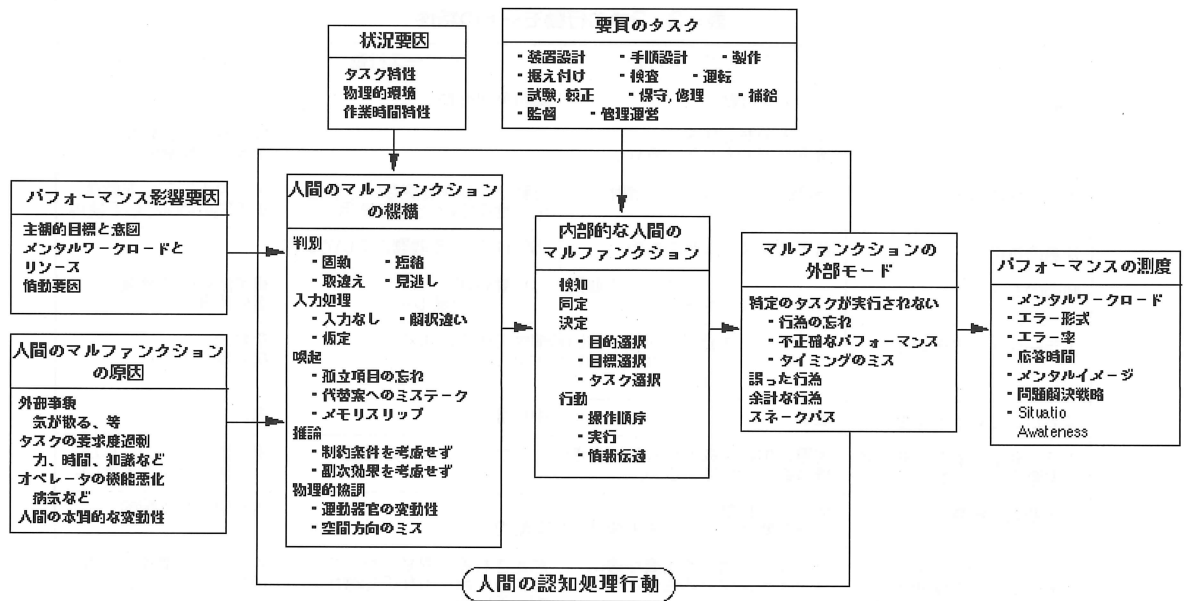 状況要因
タスク特性
物理的環境
作業時間特性
要員のタスク
・装置設計 ・手順設計 ・製作
・据え付け ・検査 ・運転
・試験, 較正 ・保守, 修理 ・補給
・監督 ・管理運営
パフォーマンス影響要因
主観的目標と意図
メンタルワークロードと
リソース
情動要因
人間のマルファンクション
の原因
外部事象
気が散る、等
タスクの要求度過剰
力、時間、知識など
オペレータの機能悪化
病気など
人間の本質的な変動性
人間のマルファンクション
の機構
判別
・固執 ・短絡
・取違え ・見逃し
入力処理
・入力なし ・解釈違い
・仮定
喚起
・孤立項目の忘れ
・代替案へのミステーク
・メモリスリップ
推論
・制約条件を考慮せず
・副次効果を考慮せず
物理的協調
・運動器官の変動性
・空間方向のミス
内部的な人間の
マルファンクション
検知
同定
決定
・目的選択
・目標選択
・タスク選択
行動
・操作順序
・実行
・情報伝達
マルファンクションの
外部モード
特定のタスクが実行されない
・行為の忘れ
・不正確なパフォーマンス
・タイミングのミス
誤った行為
余計な行為
スネークパス
パフォーマンスの測度
・メンタルワークロード
・エラー形式
・エラー率
・応答時間
・メンタルイメージ
・問題解決戦略
・Situatio
Awateness
人間の認知処理行動